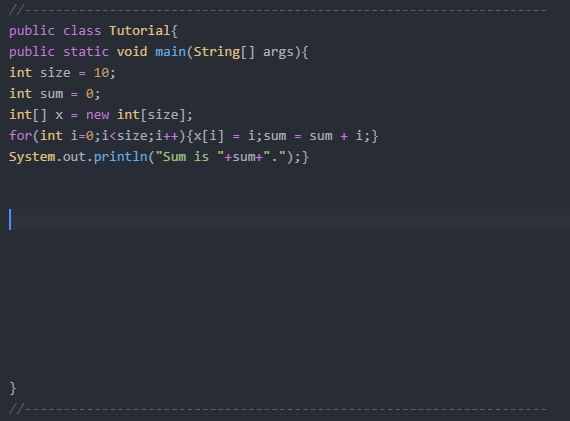 //---------------------------------------------------------------------
public class Tutorial{
public static void main(String[] args){
int size = 10;
int sum = 0;
int[] x = new int[size];
for(int i=0;i<size;i++){x[i] = i;sum = sum + i;}
System.out.println("Sum is "+sum+".");}
}
//---------------------------------------------------------------------